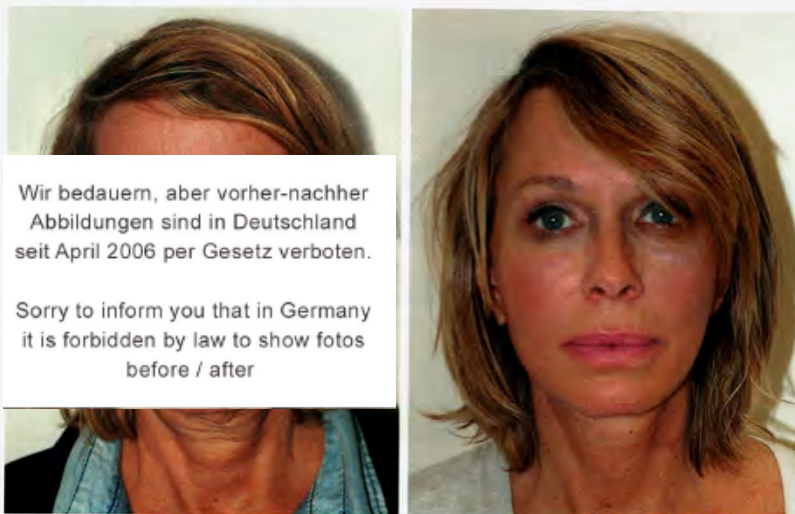 Wir bedauern, aber vorher-nachher
Abbildungen sind in Deutschland
seit April 2006 per Gesetz verboten.
Sorry to inform you that in Germany
it is forbidden by law to show fotos
before / after